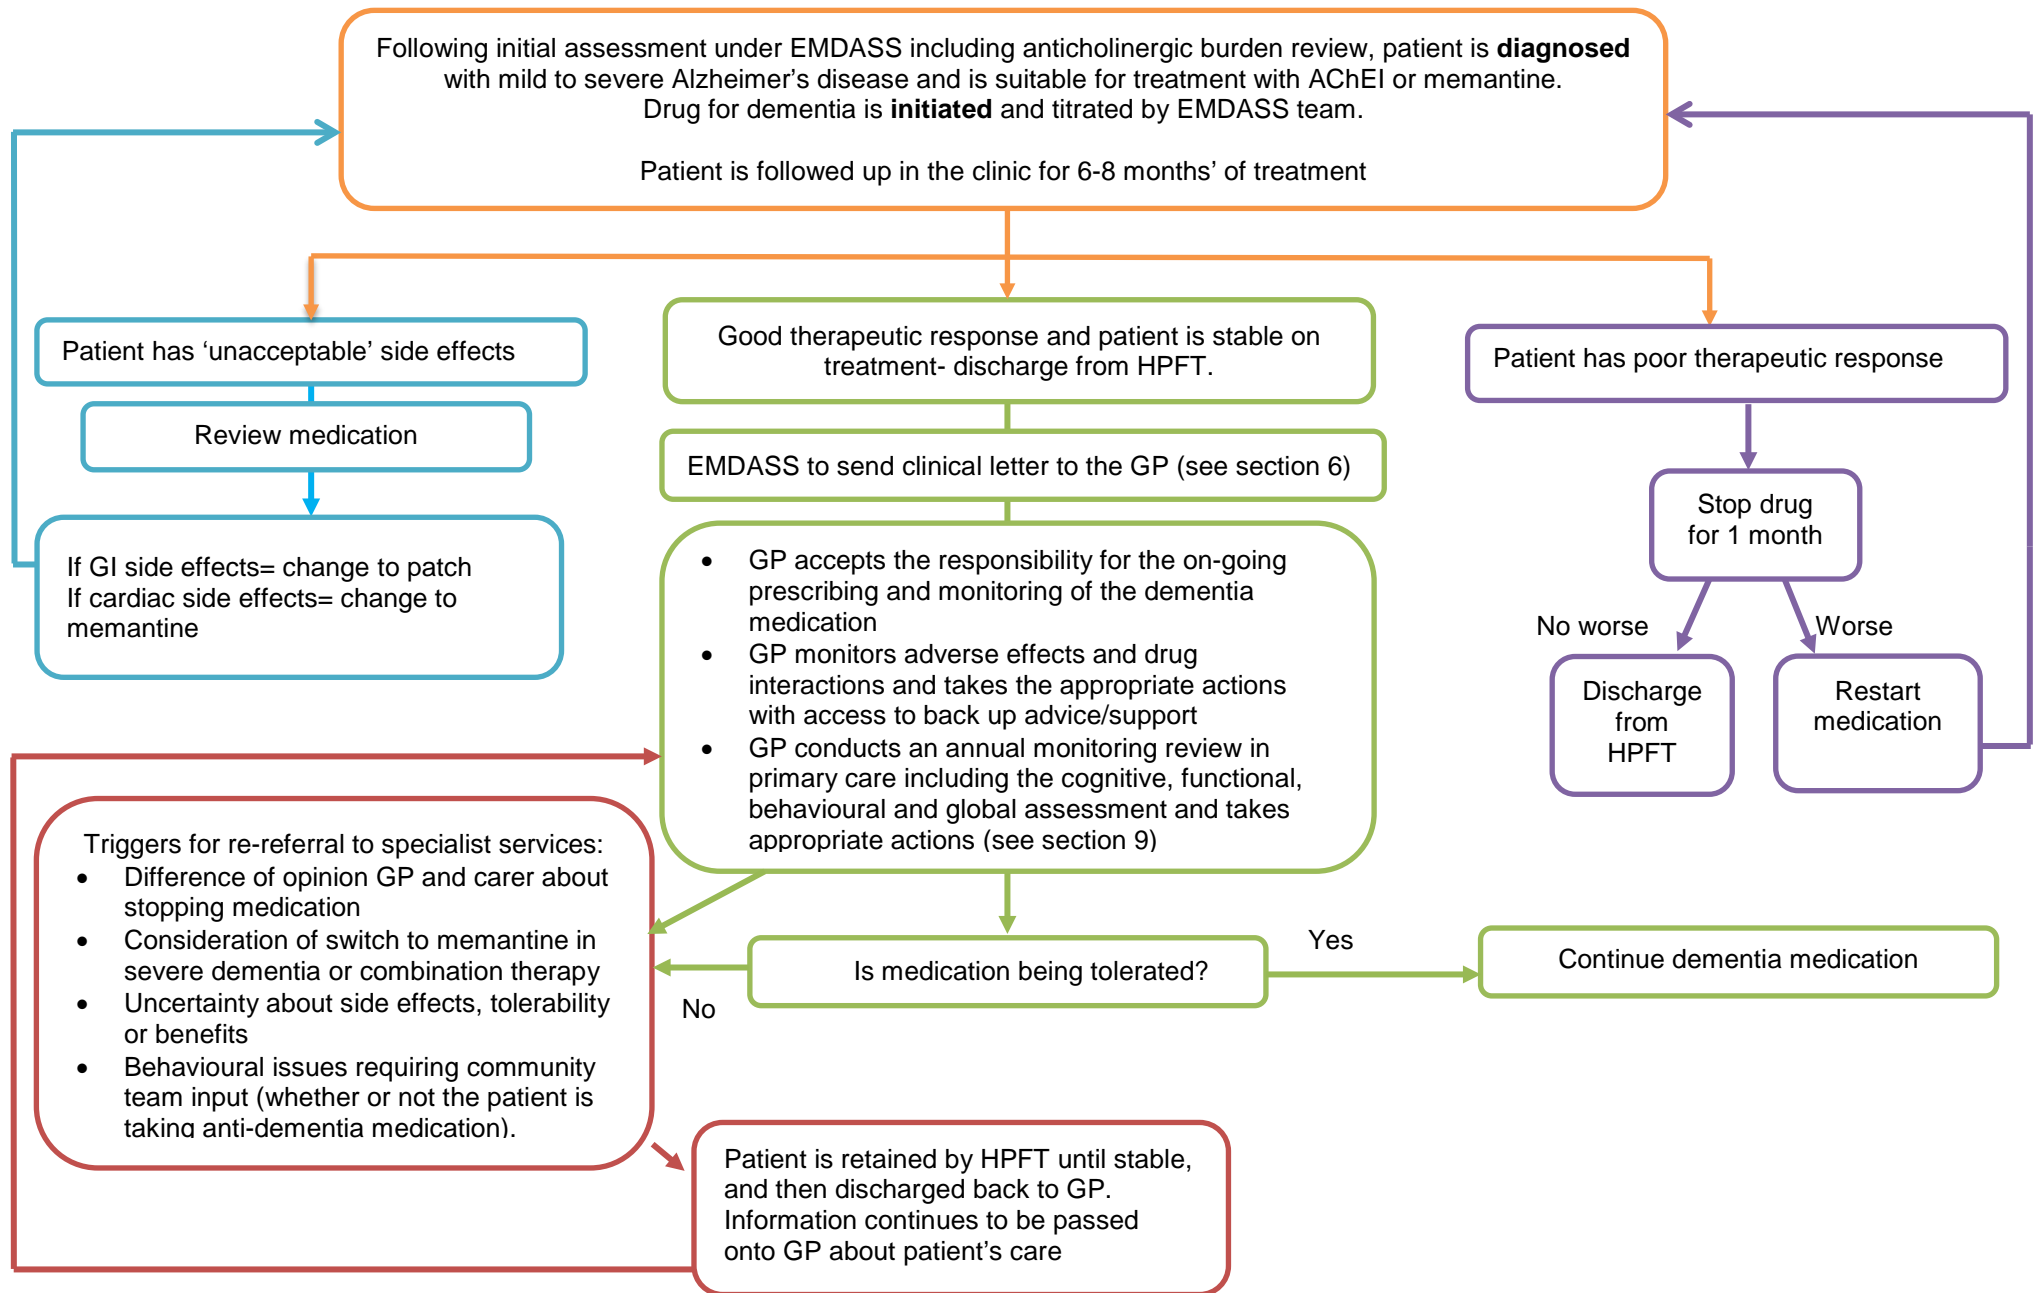 Following initial assessment under EMDASS including anticholinergic burden review, patient is diagnosed
with mild to severe Alzheimer's disease and is suitable for treatment with AChEI or memantine.
Drug for dementia is initiated and titrated by EMDASS team.
Patient is followed up in the clinic for 6-8 months' of treatment
Patient has 'unacceptable' side effects
Review medication
If GI side effects= change to patch
If cardiac side effects= change to
memantine
Good therapeutic response and patient is stable on
treatment- discharge from HPFT.
EMDASS to send clinical letter to the GP (see section 6)
• GP accepts the responsibility for the on-going
prescribing and monitoring of the dementia
medication
• GP monitors adverse effects and drug
interactions and takes the appropriate actions
with access to back up advice/support
• GP conducts an annual monitoring review in
primary care including the cognitive, functional,
behavioural and global assessment and takes
appropriate actions (see section 9)
Patient has poor therapeutic response
Stop drug
for 1 month
No worse
Worse
Discharge
from
HPFT
Restart
medication
Triggers for re-referral to specialist services:
• Difference of opinion GP and carer about
stopping medication
• Consideration of switch to memantine in
severe dementia or combination therapy
• Uncertainty about side effects, tolerability
or benefits
• Behavioural issues requiring community
team input (whether or not the patient is
taking anti-dementia medication).
Is medication being tolerated?
Yes
No
Continue dementia medication
Patient is retained by HPFT until stable,
and then discharged back to GP.
Information continues to be passed
onto GP about patient's care